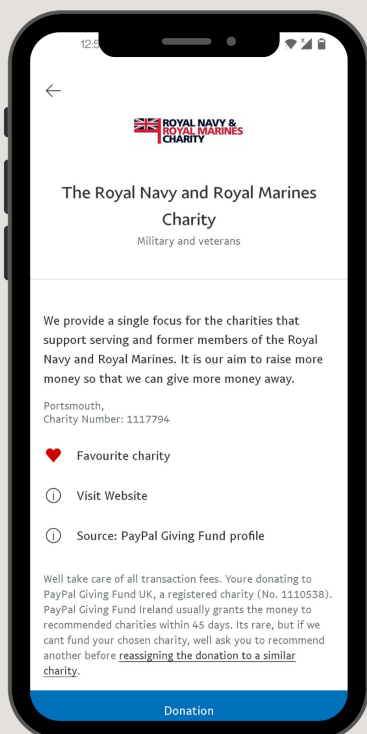 12:5
ROYAL NAVY &
ROYAL MARINES
CHARITY
The Royal Navy and Royal Marines
Charity
Military and veterans
We provide a single focus for the charities that
support serving and former members of the Royal
Navy and Royal Marines. It is our aim to raise more
money so that we can give more money away.
Portsmouth,
Charity Number: 1117794
Favourite charity
Visit Website
Source: PayPal Giving Fund profile
Well take care of all transaction fees. Youre donating to
PayPal Giving Fund UK, a registered charity (No. 1110538).
PayPal Giving Fund Ireland usually grants the money to
recommended charities within 45 days. Its rare, but if we
cant fund your chosen charity, well ask you to recommend
another before reassigning the donation to a similar
charity.
Donation